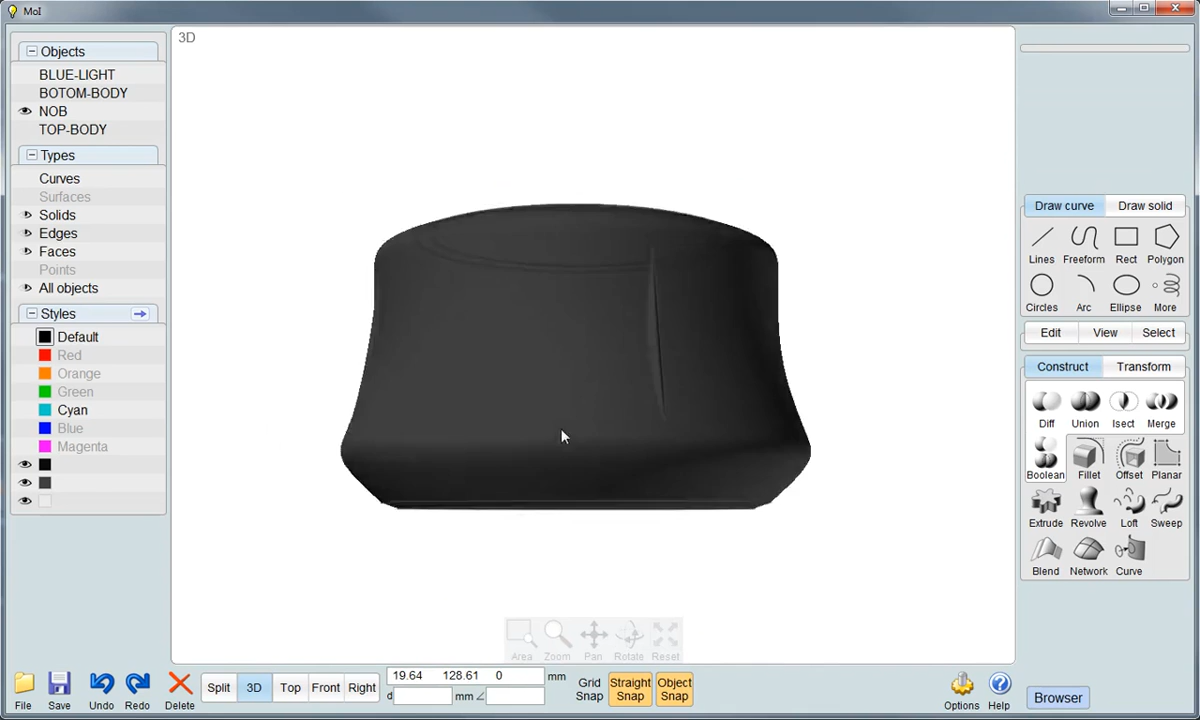 MoI
Objects
BLUE-LIGHT
BOTOM-BODY
NOB
TOP-BODY
Types
Curves
Surfaces
Solids
Edges
Faces
Points
All objects
Styles
Default
Red
Orange
Green
Cyan
Blue
Magenta
3D
Area Zoom Pan Rotate Reset
Draw curve Draw solid
Lines Freeform Rect Polygon
Circles Arc Ellipse More
Edit View Select
Construct Transform
Diff Union Isect Merge
Boolean Fillet Offset Planar
Extrude Revolve Loft Sweep
Blend Network Curve
File Save Undo Redo Delete
Split 3D Top Front Right
19.64 128.61 0 mm
d mm ∠
Grid Snap
Straight Snap
Object Snap
Options Help
Browser